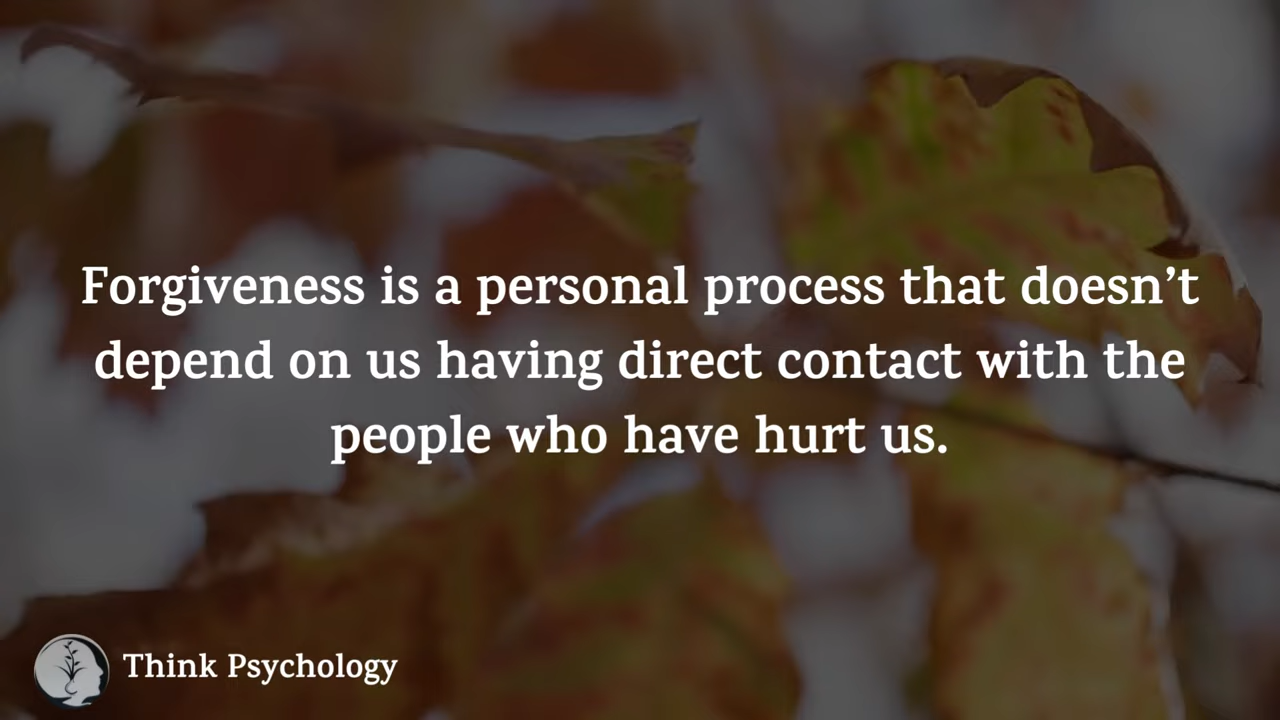 Forgiveness is a personal process that doesn’t
depend on us having direct contact with the
people who have hurt us.
Think Psychology